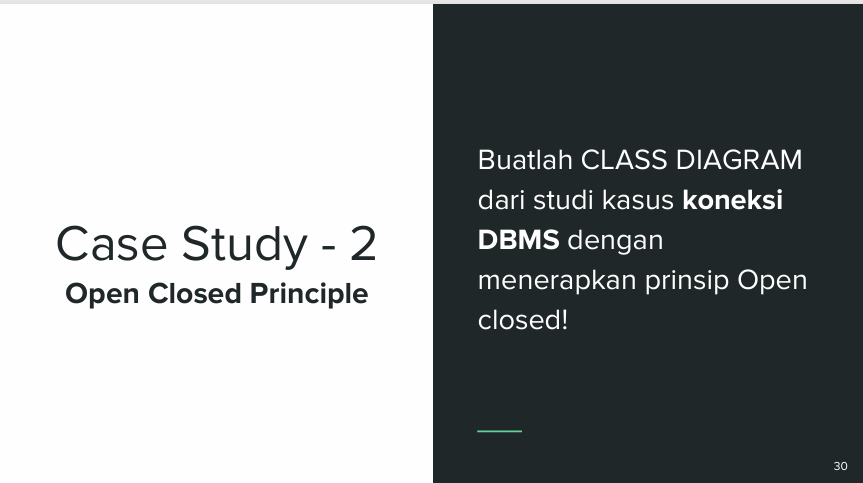 Case Study - 2
Open Closed Principle
Buatlah CLASS DIAGRAM
dari studi kasus koneksi
DBMS dengan
menerapkan prinsip Open
closed!
30